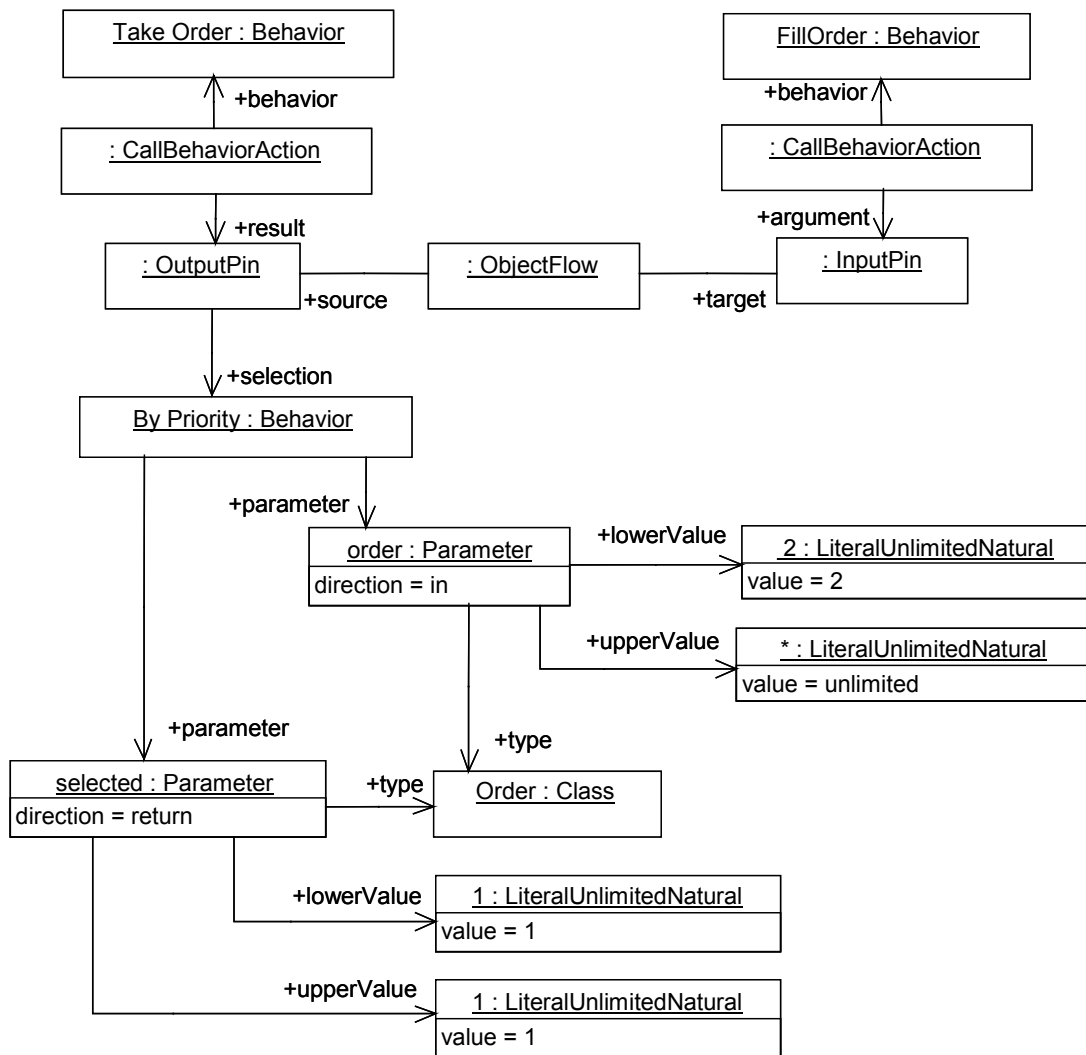 Take Order : Behavior
FillOrder : Behavior
+behavior
+behavior
: CallBehaviorAction
: CallBehaviorAction
+result
+argument
: OutputPin
: ObjectFlow
: InputPin
+source
+target
+selection
By Priority : Behavior
+parameter
order : Parameter
direction = in
+lowerValue
2 : LiteralUnlimitedNatural
value = 2
+upperValue
* : LiteralUnlimitedNatural
value = unlimited
+parameter
+type
selected : Parameter
direction = return
+type
Order : Class
+lowerValue
1 : LiteralUnlimitedNatural
value = 1
+upperValue
1 : LiteralUnlimitedNatural
value = 1